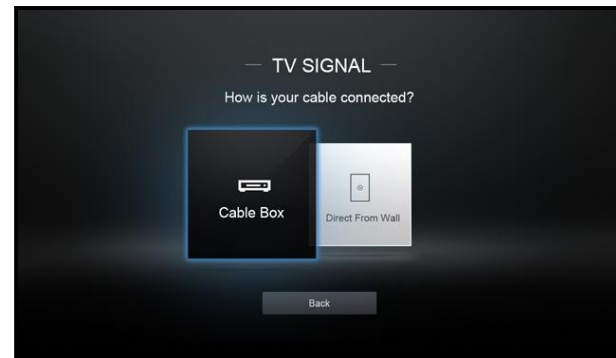 — TV SIGNAL —
How is your cable connected?
Cable Box
Direct From Wall
Back